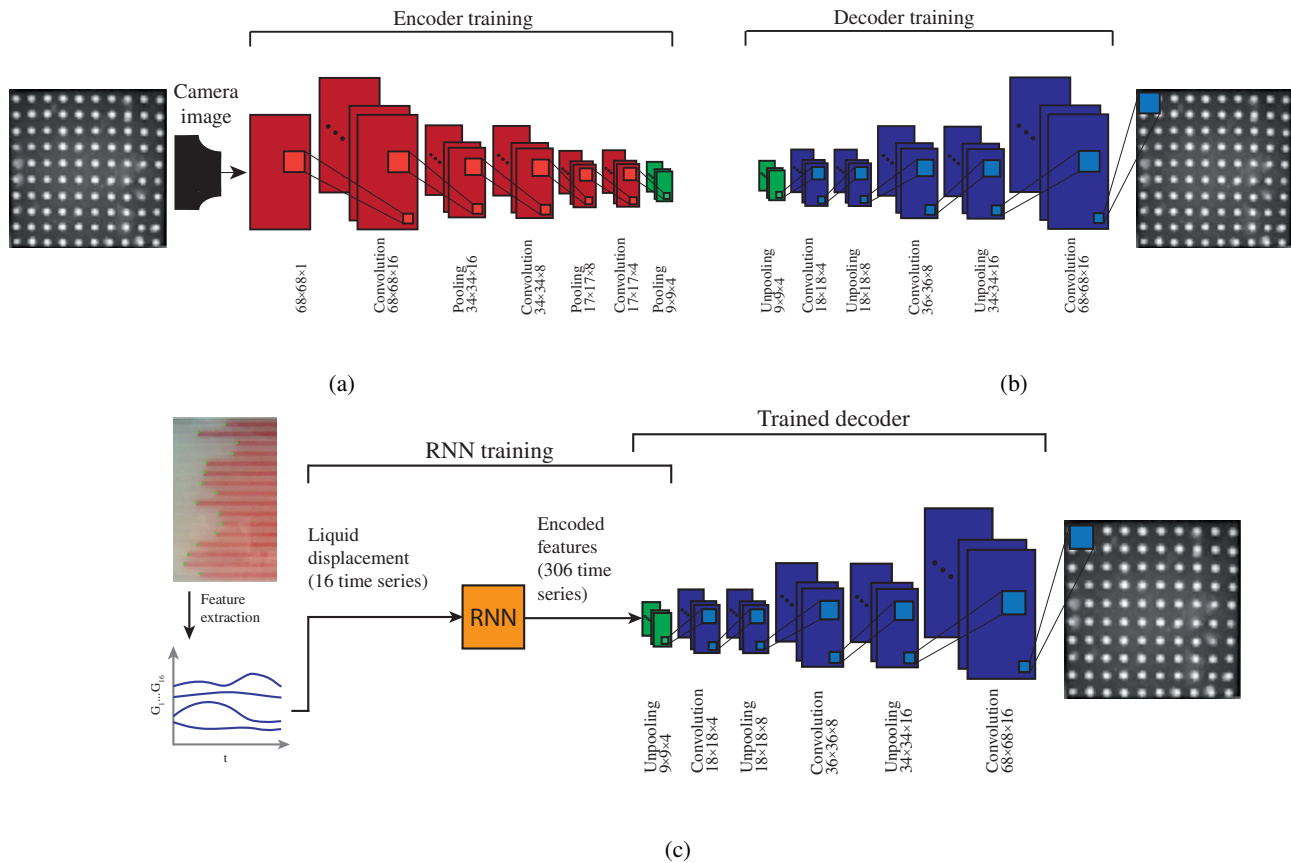 Encoder training
Decoder training
Camera
image
68×68×1
Convolution
68×68×16
Pooling
34×34×16
Convolution
34×34×8
Pooling
17×17×8
Convolution
17×17×4
Pooling
9×9×4
Unpooling
9×9×4
Convolution
18×18×4
Unpooling
18×18×8
Convolution
36×36×8
Unpooling
34×34×16
Convolution
68×68×16
(a)
(b)
Trained decoder
RNN training
Liquid
displacement
(16 time series)
Encoded
features
(306 time
series)
Feature
extraction
RNN
G1...G16
t
Unpooling
9×9×4
Convolution
18×18×4
Unpooling
18×18×8
Convolution
36×36×8
Unpooling
34×34×16
Convolution
68×68×16
(c)